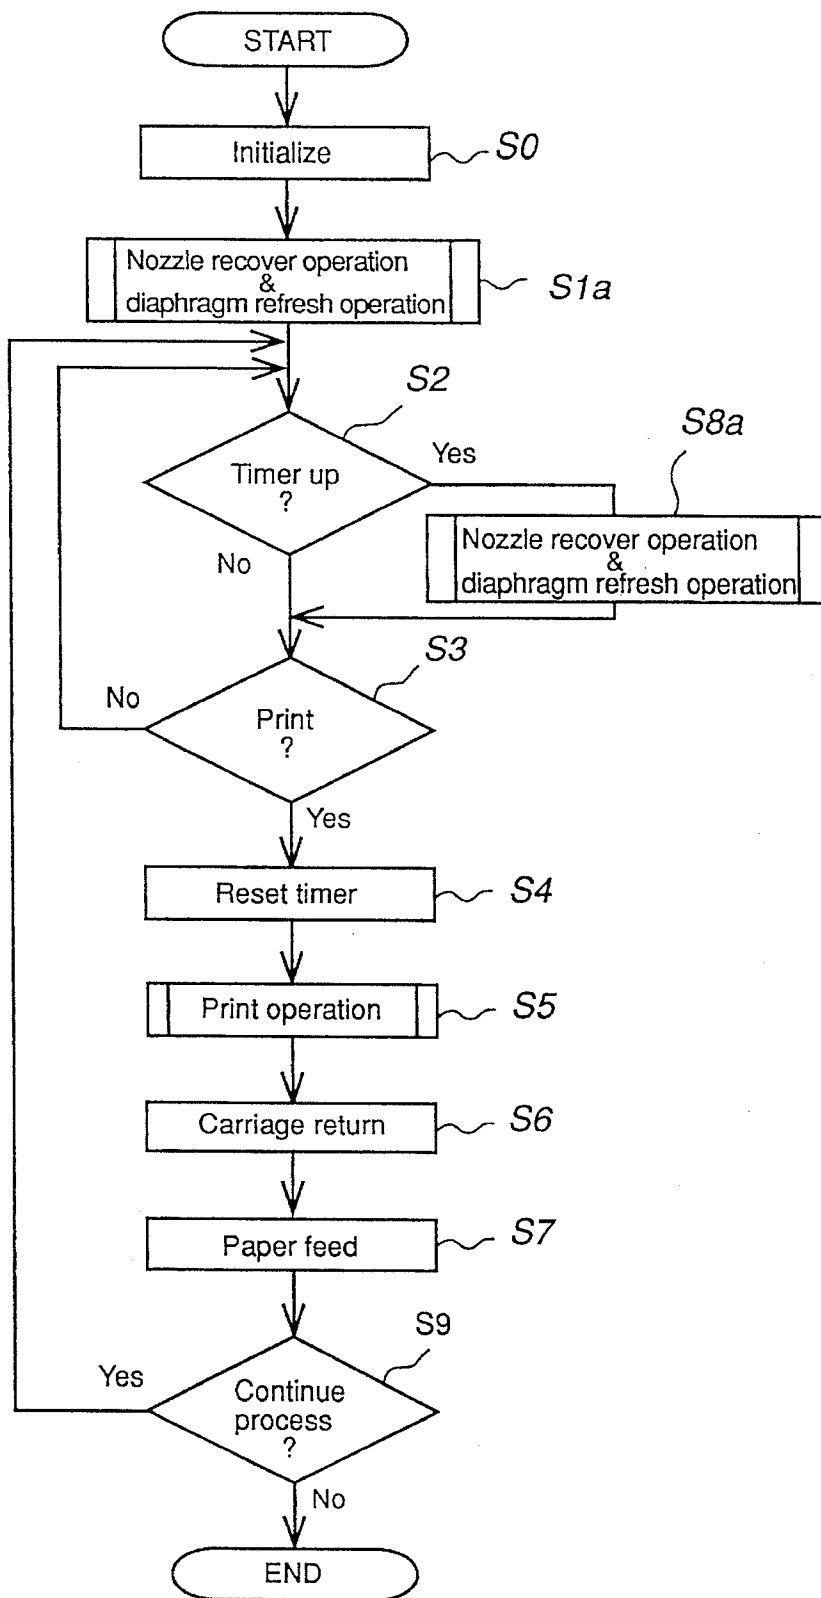 START
Initialize
S0
Nozzle recover operation
&
diaphragm refresh operation
S1a
S2
Timer up
?
Yes
No
S8a
Nozzle recover operation
&
diaphragm refresh operation
S3
No
Print
?
Yes
Reset timer
S4
Print operation
S5
Carriage return
S6
Paper feed
S7
S9
Yes
Continue
process
?
No
END